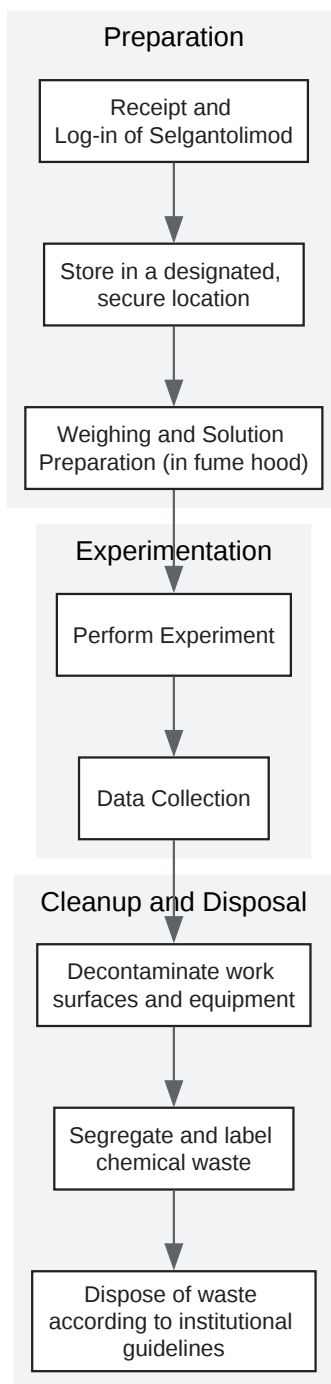 Preparation
Receipt and
Log-in of Selgantolimod
Store in a designated,
secure location
Weighing and Solution
Preparation (in fume hood)
Experimentation
Perform Experiment
Data Collection
Cleanup and Disposal
Decontaminate work
surfaces and equipment
Segregate and label
chemical waste
Dispose of waste
according to institutional
guidelines